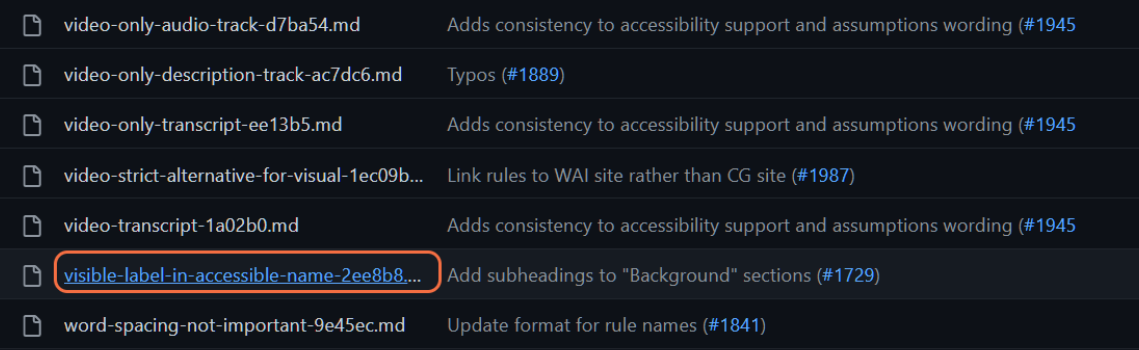 video-only-audio-track-d7ba54.md Adds consistency to accessibility support and assumptions wording (#1945
video-only-description-track-ac7dc6.md Typos (#1889)
video-only-transcript-ee13b5.md Adds consistency to accessibility support and assumptions wording (#1945
video-strict-alternative-for-visual-1ec09b... Link rules to WAI site rather than CG site (#1987)
video-transcript-1a02b0.md Adds consistency to accessibility support and assumptions wording (#1945
visible-label-in-accessible-name-2ee8b8.... Add subheadings to "Background" sections (#1729)
word-spacing-not-important-9e45ec.md Update format for rule names (#1841)